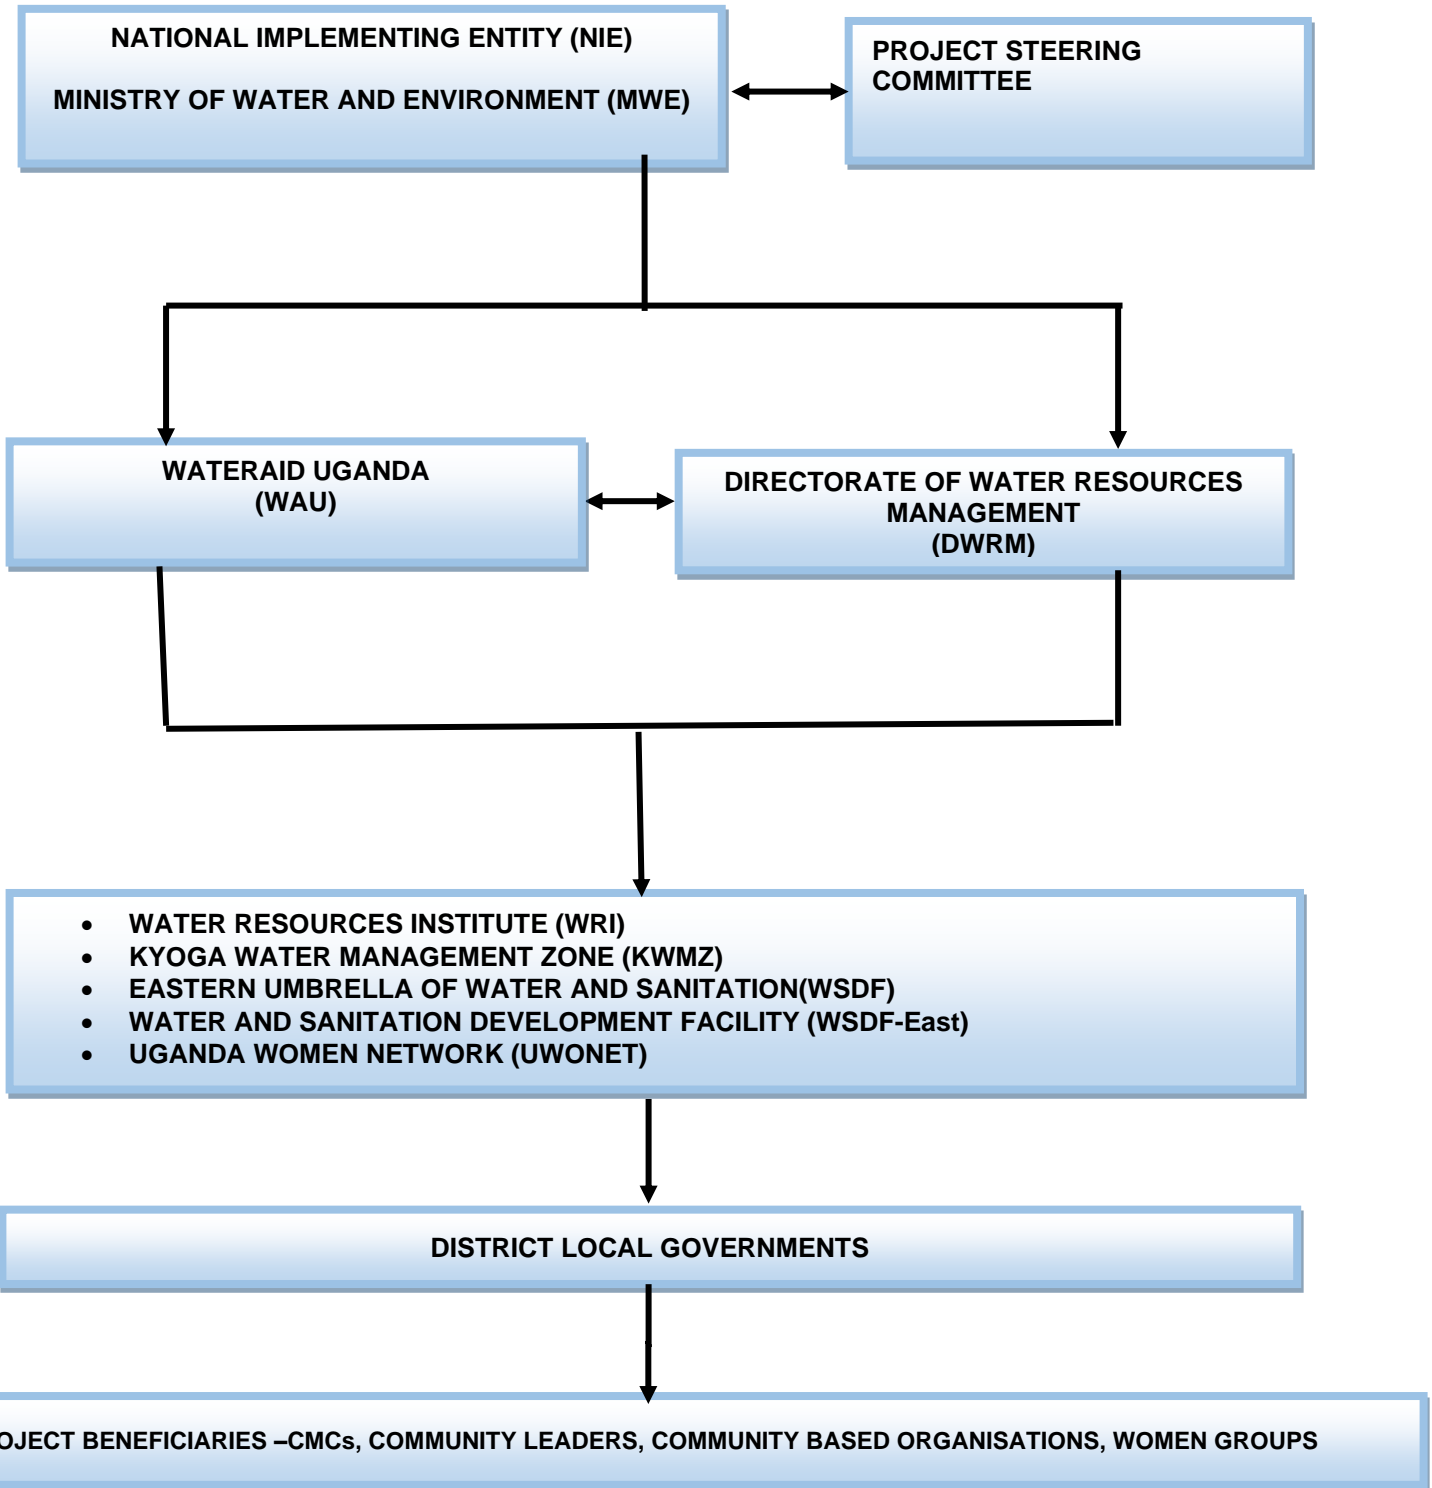 NATIONAL IMPLEMENTING ENTITY (NIE)
MINISTRY OF WATER AND ENVIRONMENT (MWE)
PROJECT STEERING
COMMITTEE
WATERAID UGANDA
(WAU)
DIRECTORATE OF WATER RESOURCES
MANAGEMENT
(DWRM)
• WATER RESOURCES INSTITUTE (WRI)
• KYOGA WATER MANAGEMENT ZONE (KWMZ)
• EASTERN UMBRELLA OF WATER AND SANITATION(WSDF)
• WATER AND SANITATION DEVELOPMENT FACILITY (WSDF-East)
• UGANDA WOMEN NETWORK (UWONET)
DISTRICT LOCAL GOVERNMENTS
OJECT BENEFICIARIES –CMCs, COMMUNITY LEADERS, COMMUNITY BASED ORGANISATIONS, WOMEN GROUPS